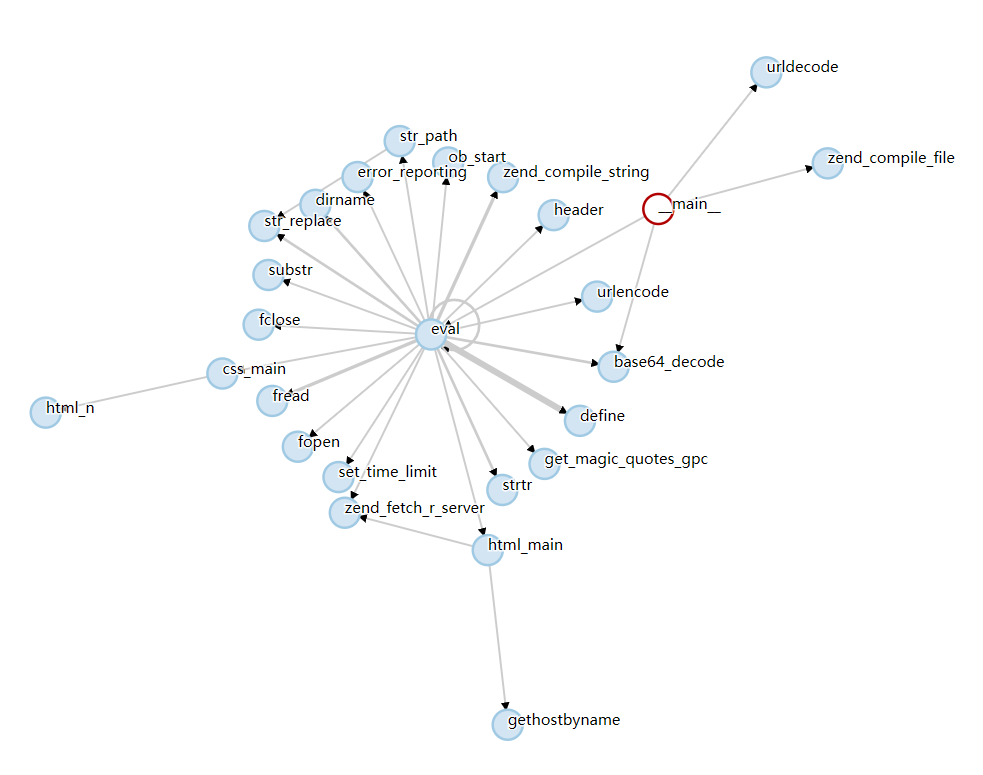 urldecode
str_path
ob_start
zend_compile_file
error_reporting
zend_compile_string
dirname
__main__
header
str_replace
substr
urlencode
fclose
eval
base64_decode
css_main
fread
html_n
define
fopen
get_magic_quotes_gpc
set_time_limit
strtr
zend_fetch_r_server
html_main
gethostbyname